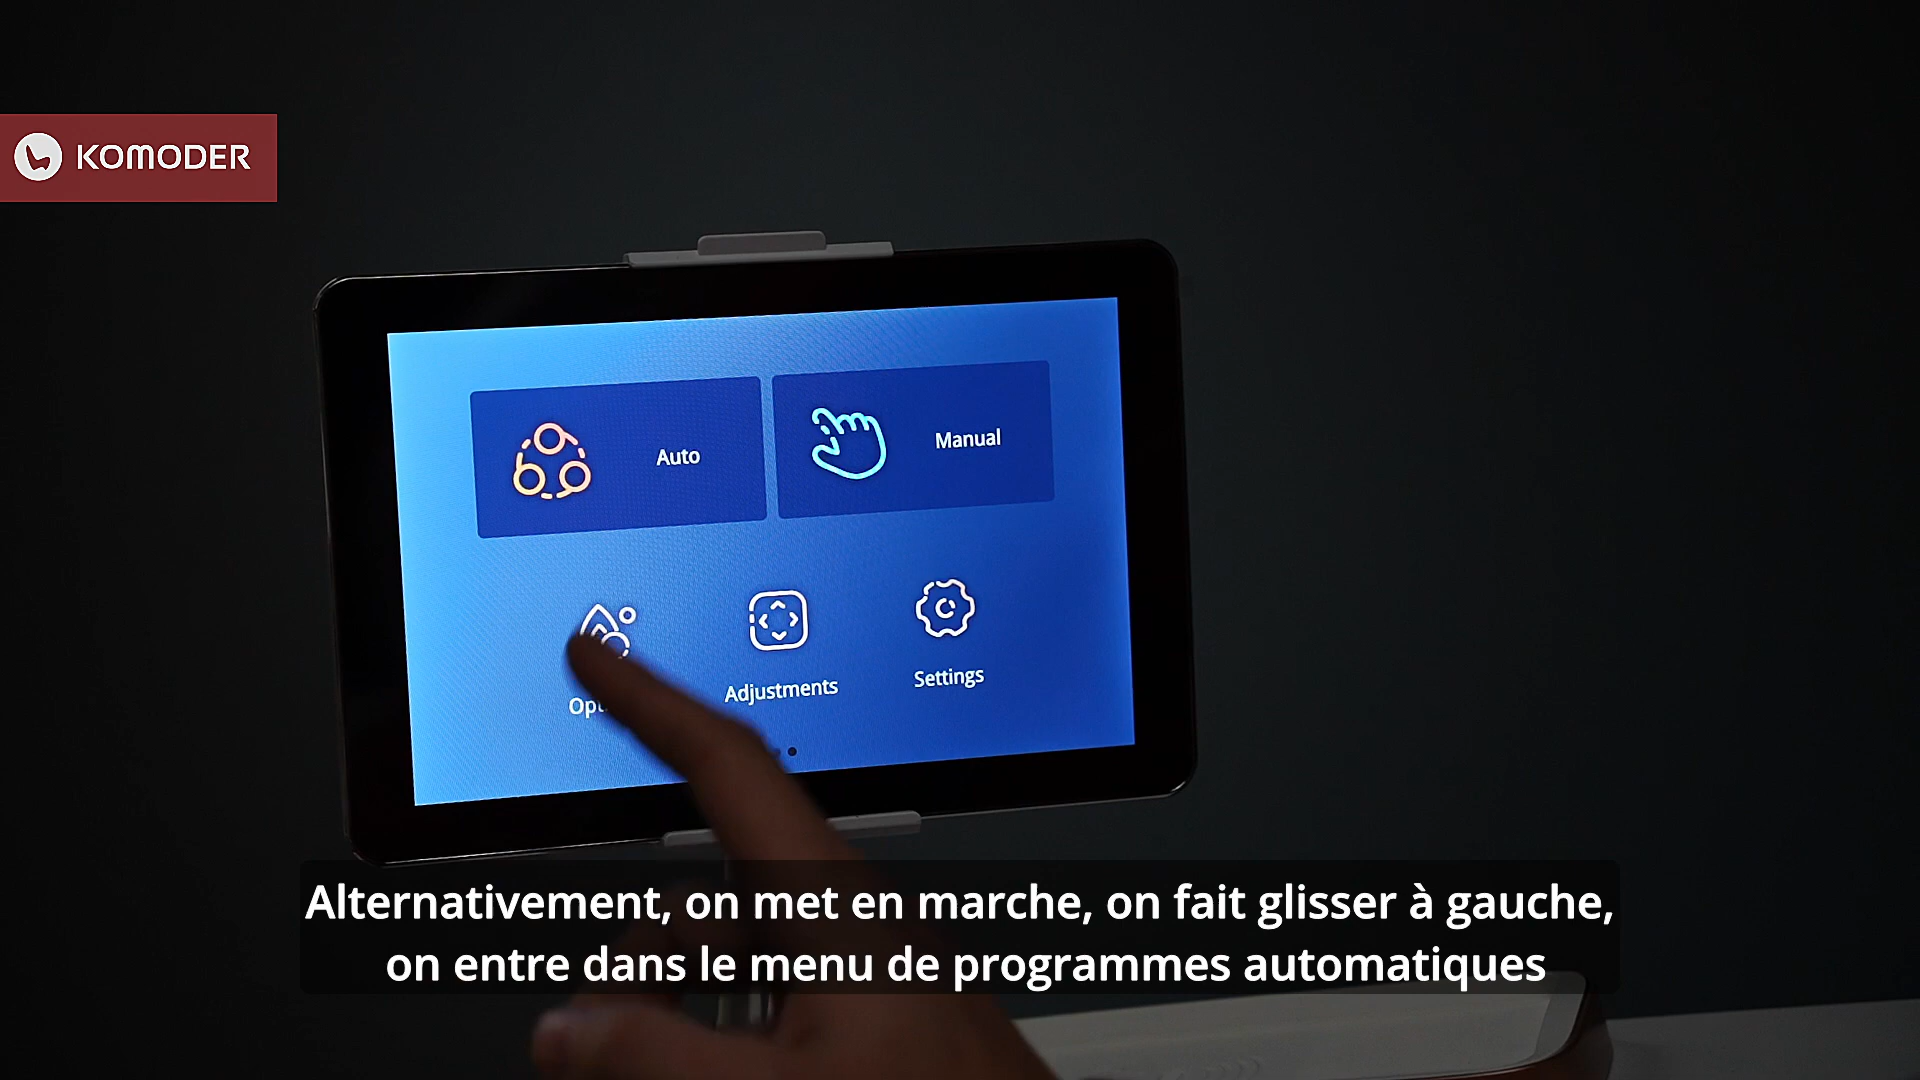 KOMODER
Auto
Manual
Adjustments
Settings
Alternativement, on met en marche, on fait glisser à gauche,
on entre dans le menu de programmes automatiques